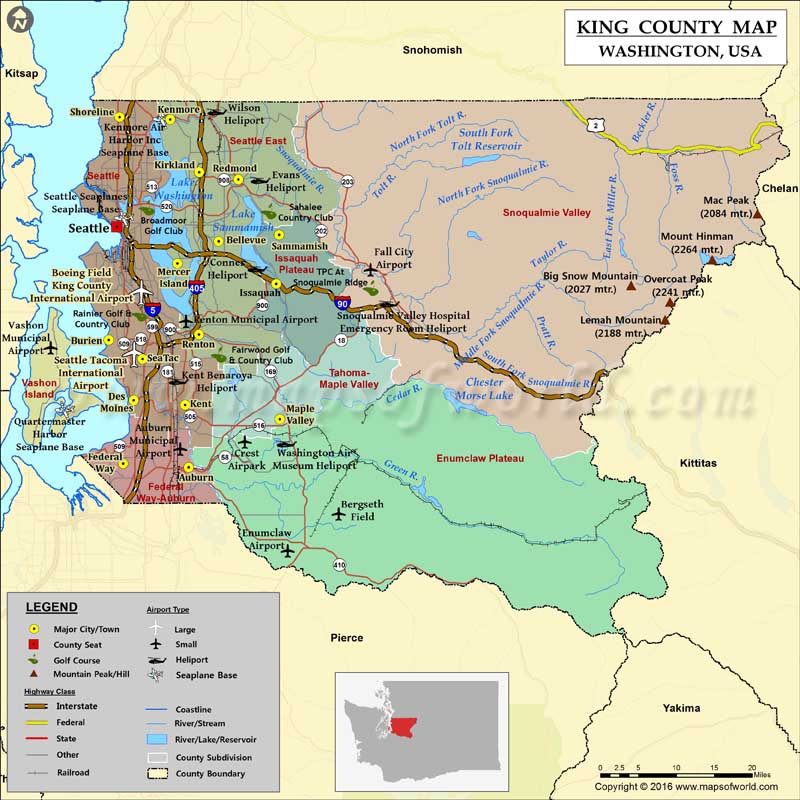 N
KING COUNTY MAP
WASHINGTON, USA
Snohomish
Kitsap
Chelan
Kittitas
Pierce
Yakima
Shoreline
Kenmore
Wilson
Heliport
Kenmore Air
Harbor Inc
Seaplane Base
Seattle East
Kirkland
Redmond
Seattle
Evans
Heliport
Snoqualmie R.
Lake
Washington
Seattle Seaplanes
Seaplane Base
Broadmoor
Golf Club
Sahalee
Country Club
Lake
Sammamish
Seattle
Bellevue
Sammamish
Mercer
Island
Issaquah
Plateau
Boeing Field
King County
International Airport
Issaquah
TPC At
Snoqualmie Ridge
Fall City
Airport
Snoqualmie Valley Hospital
Emergency Room Heliport
Vashon
Municipal
Airport
Rainier Golf &
Country Club
Kenton Municipal Airport
Burien
Renton
Fairwood Golf
& Country Club
Seattle Tacoma
International
Airport
SeaTac
Tahoma-
Maple Valley
Kent Benaroya
Heliport
Vashon
Island
Des
Moines
Kent
Maple
Valley
Quartermaster
Harbor
Seaplane Base
Auburn
Municipal
Airport
Crest
Airpark
Washington Air
Museum Heliport
Federal
Way
Auburn
Federal
Way-Auburn
Bergseth
Field
Enumclaw
Airport
Enumclaw Plateau
Green R.
Cedar R.
Chester
Morse Lake
South Fork Snoqualmie R.
Middle Fork Snoqualmie R.
Pratt R.
Taylor R.
East Fork Miller R.
Snoqualmie Valley
North Fork Snoqualmie R.
Tolt R.
North Fork Tolt R.
South Fork
Tolt Reservoir
Beckler R.
Foss R.
Mac Peak
(2084 mtr.)
Mount Hinman
(2264 mtr.)
Big Snow Mountain
(2027 mtr.)
Overcoat Peak
(2241 mtr.)
Lemah Mountain
(2188 mtr.)
2
203
908
513
520
202
405
5
90
900
599
509
518
900
18
181
515
169
516
505
509
58
410
mapsofworld.com
LEGEND
Major City/Town
County Seat
Golf Course
Mountain Peak/Hill
Airport Type
Large
Small
Heliport
Seaplane Base
Highway Class
Interstate
Federal
State
Other
Railroad
Coastline
River/Stream
River/Lake/Reservoir
County Subdivision
County Boundary
0 2.5 5 10 15 20
Miles
Copyright © 2016 www.mapsofworld.com